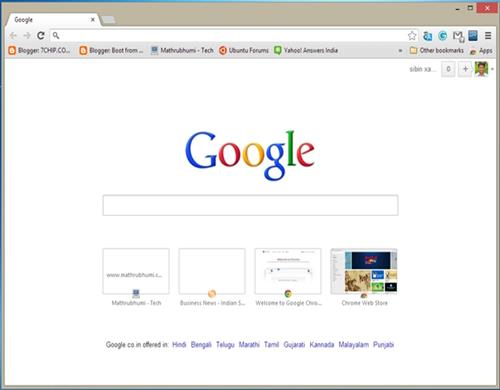 Google
Blogger: 7CHIP.CO... Blogger: Boot from ... Mathrubhumi - Tech Ubuntu Forums Yahoo! Answers India » Other bookmarks Apps
sibin xa... 0 +
Google
www.mathrubhumi.c...
Mathrubhumi - Tech Business News - Indian S... Welcome to Google Chro... Chrome Web Store
Google.co.in offered in: Hindi Bengali Telugu Marathi Tamil Gujarati Kannada Malayalam Punjabi